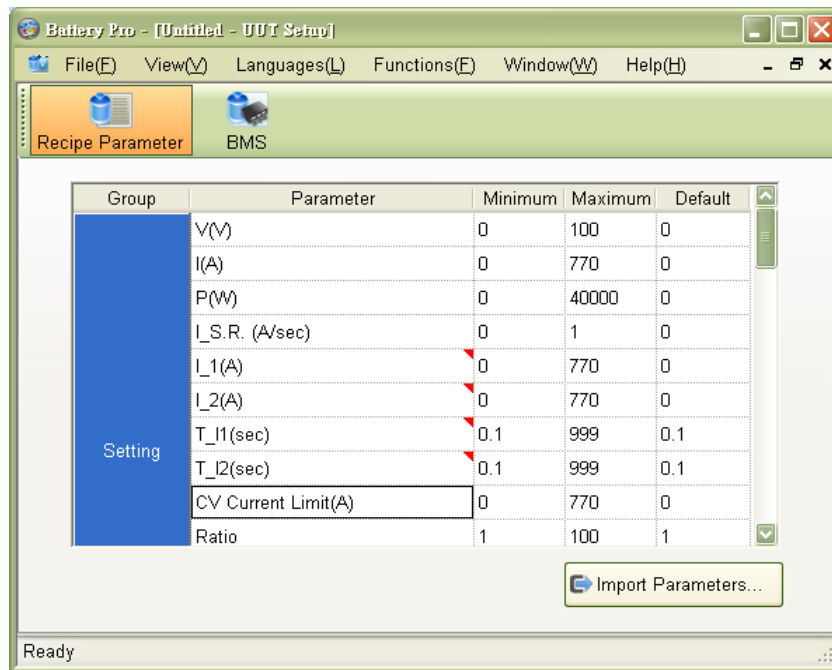 Battery Pro - [Untitled - UUT Setup]
File(F) View(V) Languages(L) Functions(F) Window(W) Help(H)
Recipe Parameter BMS
Group Parameter Minimum Maximum Default
V(V) 0 100 0
I(A) 0 770 0
P(W) 0 40000 0
I_S.R. (A/sec) 0 1 0
I_1(A) 0 770 0
I_2(A) 0 770 0
T_I1(sec) 0.1 999 0.1
Setting
T_I2(sec) 0.1 999 0.1
CV Current Limit(A) 0 770 0
Ratio 1 100 1
Import Parameters...
Ready